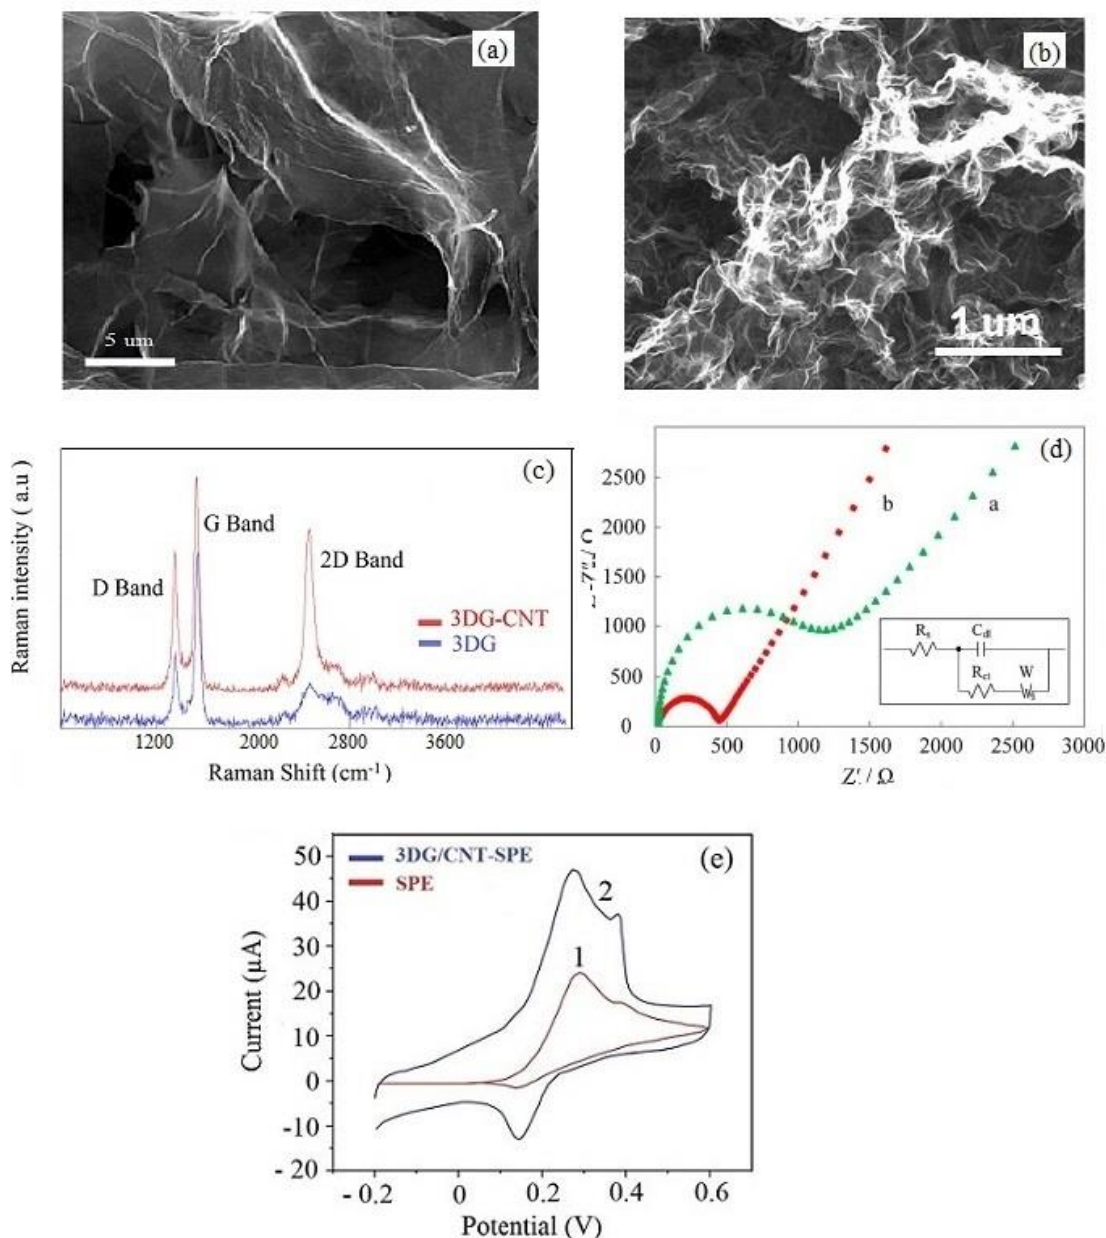 (a)
5 um
(b)
1 um
(c)
Raman intensity ( a.u )
D Band
G Band
2D Band
3DG-CNT
3DG
1200 2000 2800 3600
Raman Shift (cm-1)
(d)
b
a
2500
2000
1500
1000
500
0
-Z''/ Ω
Rs
Cdl
Rct
W
Ws
0 500 1000 1500 2000 2500 3000
Z'/ Ω
(e)
3DG/CNT-SPE
SPE
2
1
50
40
30
20
10
0
-10
- 20
Current (µA)
- 0.2 0 0.2 0.4 0.6
Potential (V)